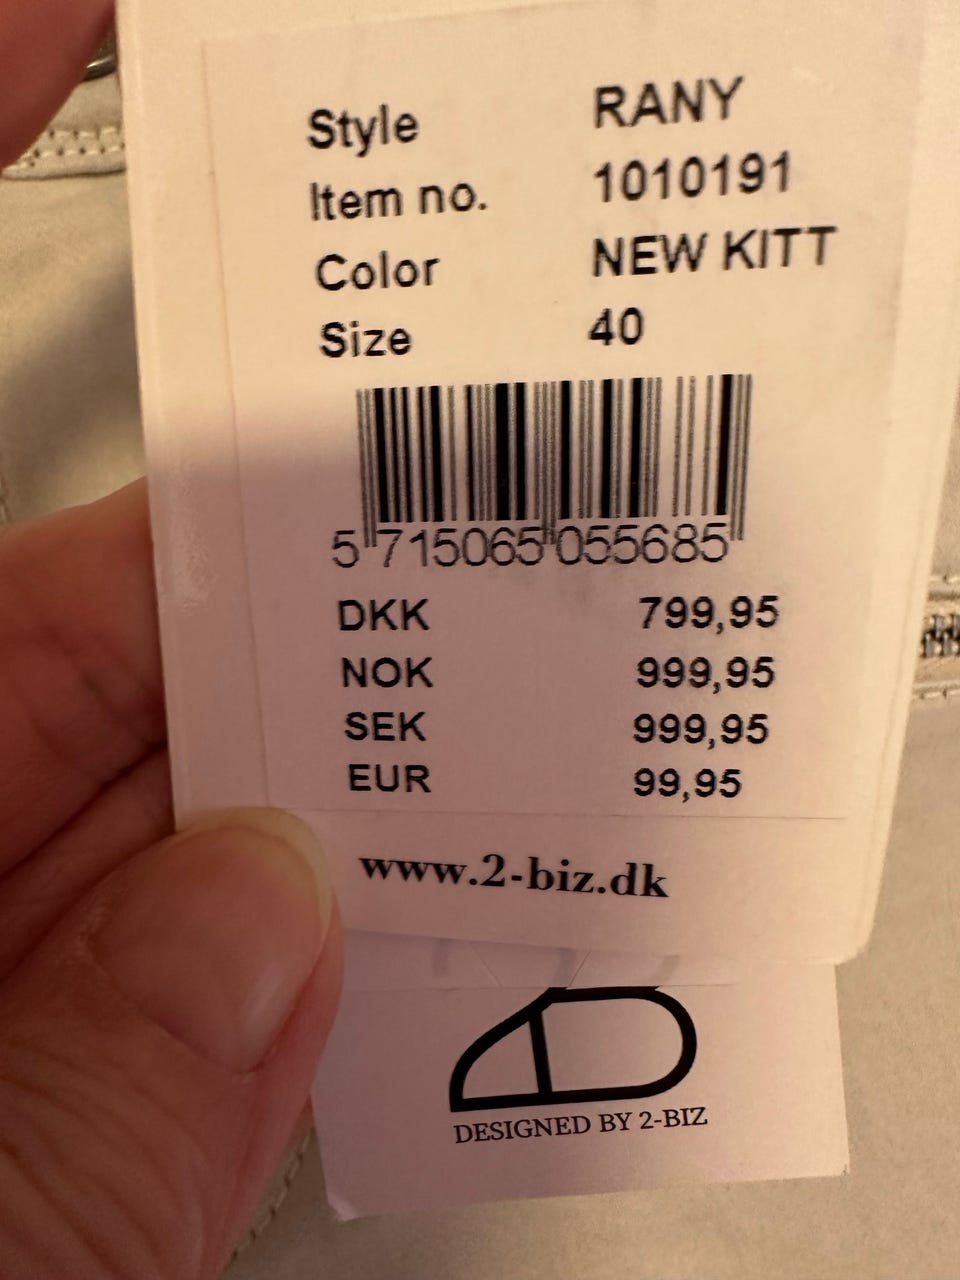 Style RANY
Item no. 1010191
Color NEW KITT
Size 40
5 715065 055685
DKK 799,95
NOK 999,95
SEK 999,95
EUR 99,95
www.2-biz.dk
DESIGNED BY 2-BIZ